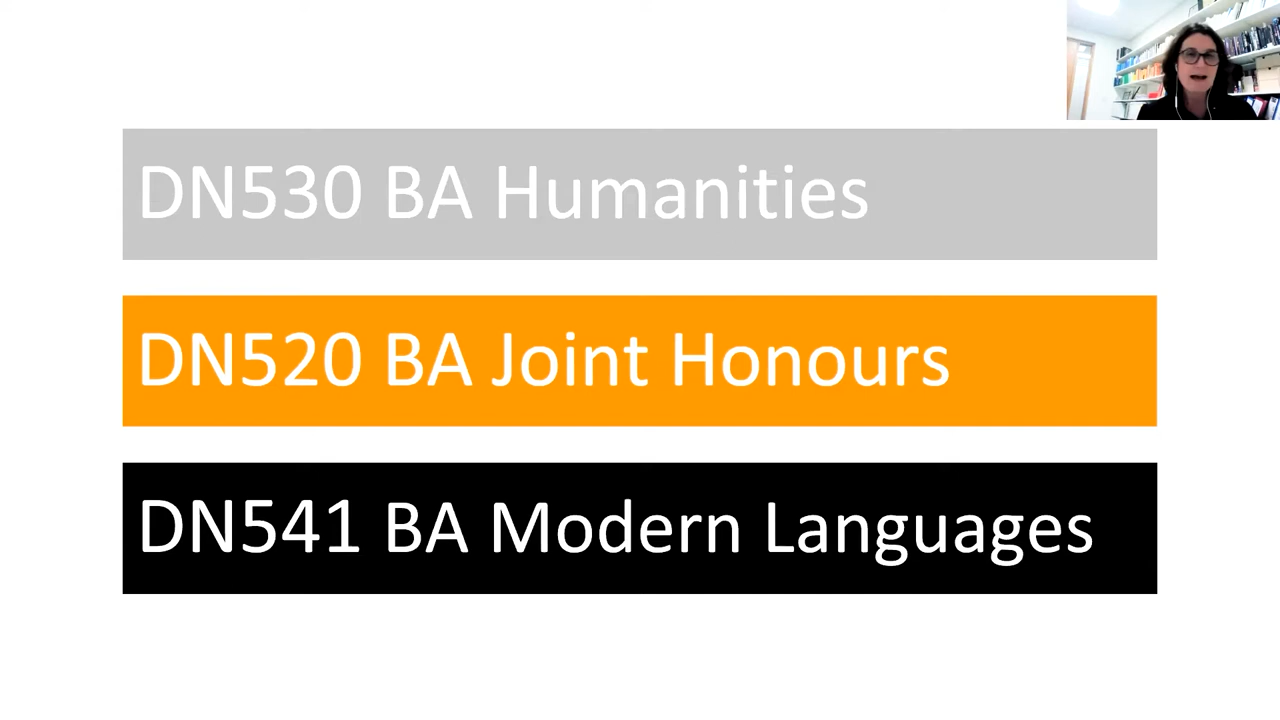 DN530 BA Humanities
DN520 BA Joint Honours
DN541 BA Modern Languages